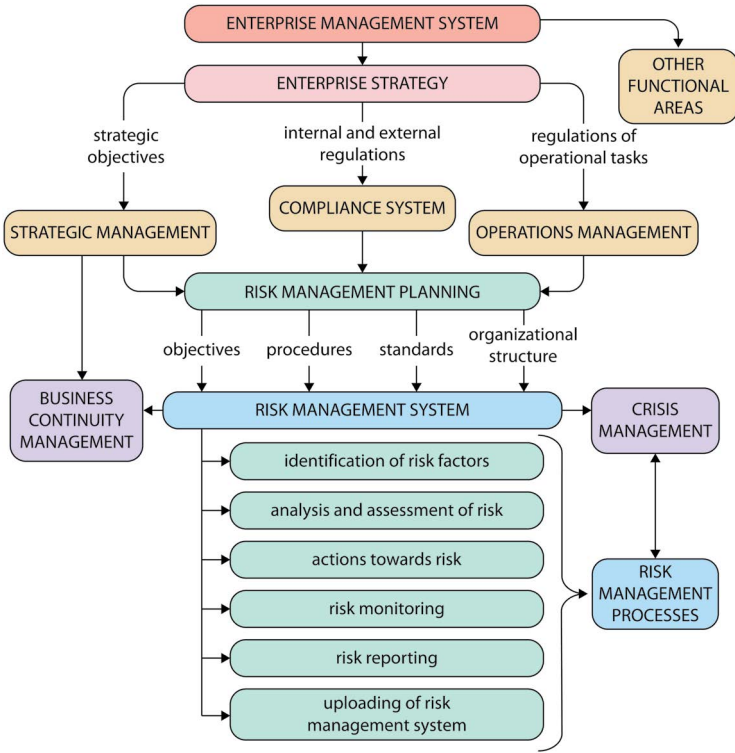 ENTERPRISE MANAGEMENT SYSTEM
OTHER
FUNCTIONAL
AREAS
ENTERPRISE STRATEGY
strategic
objectives
internal and external
regulations
regulations of
operational tasks
STRATEGIC MANAGEMENT
COMPLIANCE SYSTEM
OPERATIONS MANAGEMENT
RISK MANAGEMENT PLANNING
objectives
procedures
standards
organizational
structure
BUSINESS
CONTINUITY
MANAGEMENT
RISK MANAGEMENT SYSTEM
CRISIS
MANAGEMENT
identification of risk factors
analysis and assessment of risk
actions towards risk
risk monitoring
risk reporting
uploading of risk
management system
RISK
MANAGEMENT
PROCESSES